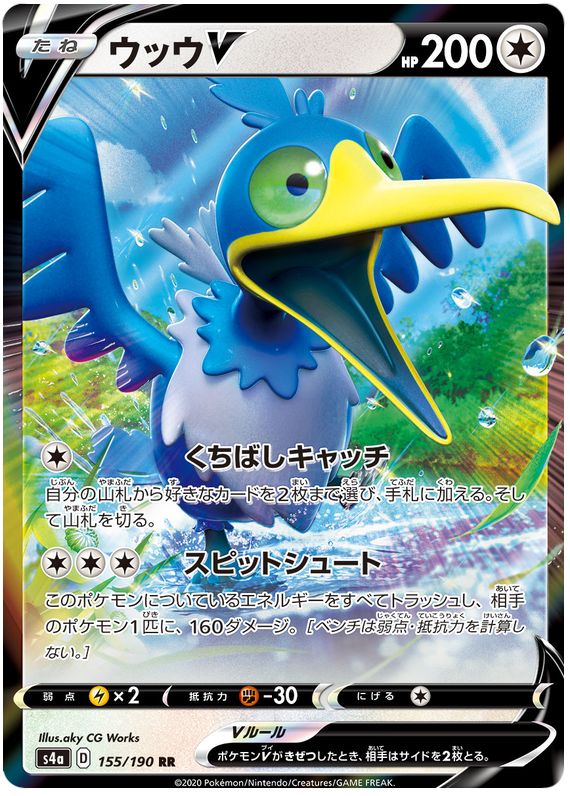 たね ウッウV HP200
くちばしキャッチ
自分の山札から好きなカードを2枚まで選び、手札に加える。そし
て山札を切る。
スピットシュート
このポケモンについているエネルギーをすべてトラッシュし、相手
のポケモン1匹に、160ダメージ。［ベンチは弱点・抵抗力を計算し
ない。］
弱点 ×2 抵抗力 -30 にげる
Illus.aky CG Works
Vルール
s4a D 155/190 RR
ポケモンVがきぜつしたとき、相手はサイドを2枚とる。
©2020 Pokémon/Nintendo/Creatures/GAME FREAK.